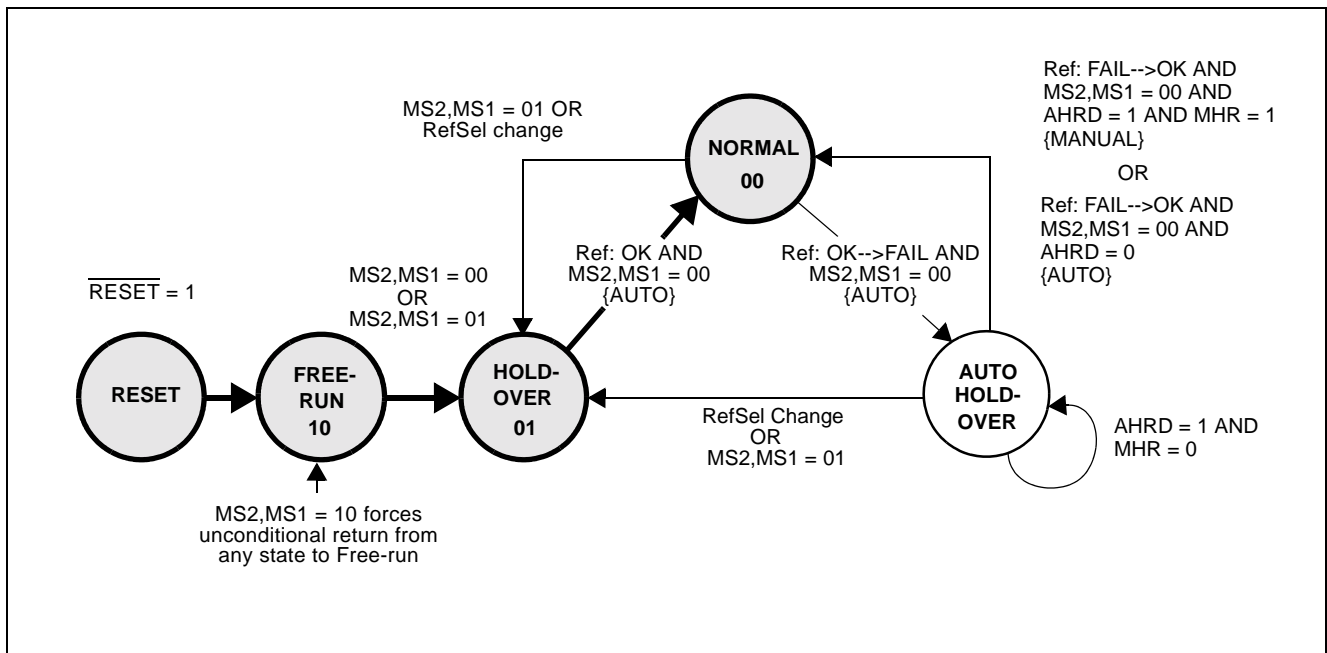 Ref: FAIL-->OK AND
MS2,MS1 = 00 AND
AHRD = 1 AND MHR = 1
{MANUAL}
OR
Ref: FAIL-->OK AND
MS2,MS1 = 00 AND
AHRD = 0
{AUTO}
MS2,MS1 = 01 OR
RefSel change
NORMAL
00
Ref: OK AND
MS2,MS1 = 00
{AUTO}
Ref: OK-->FAIL AND
MS2,MS1 = 00
{AUTO}
RESET = 1
MS2,MS1 = 00
OR
MS2,MS1 = 01
RESET
FREE-
RUN
10
HOLD-
OVER
01
AUTO
HOLD-
OVER
RefSel Change
OR
MS2,MS1 = 01
AHRD = 1 AND
MHR = 0
MS2,MS1 = 10 forces
unconditional return from
any state to Free-run